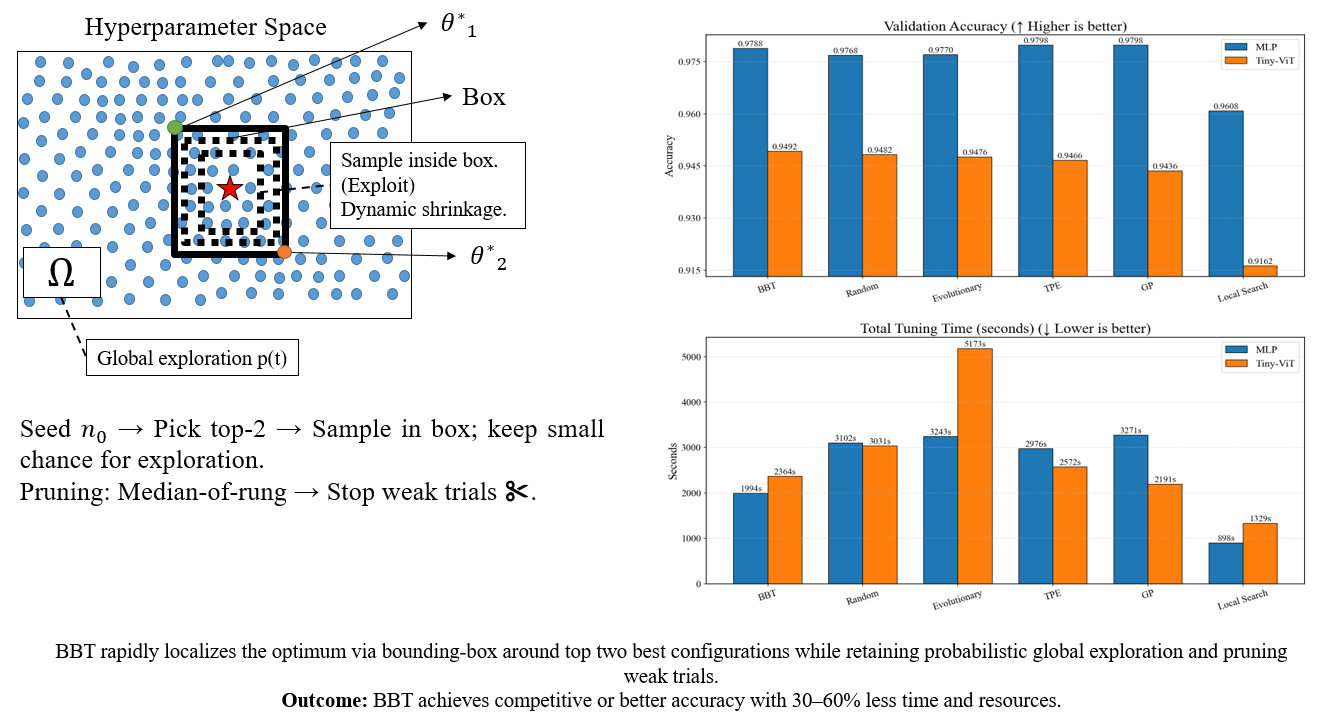 Hyperparameter Space
θ*₁
Box
Sample inside box.
(Exploit)
Dynamic shrinkage.
θ*₂
Ω
Global exploration p(t)
Seed n₀ → Pick top-2 → Sample in box; keep small
chance for exploration.
Pruning: Median-of-rung → Stop weak trials ✂.
Validation Accuracy (↑ Higher is better)
MLP
Tiny-ViT
Accuracy
0.975
0.960
0.945
0.930
0.915
0.9788
0.9492
0.9768
0.9482
0.9770
0.9476
0.9798
0.9466
0.9798
0.9436
0.9608
0.9162
BBT
Random
Evolutionary
TPE
GP
Local Search
Total Tuning Time (seconds) (↓ Lower is better)
MLP
Tiny-ViT
Seconds
5000
4000
3000
2000
1000
0
1994s
2364s
3102s
3031s
3243s
5173s
2976s
2572s
3271s
2191s
898s
1329s
BBT
Random
Evolutionary
TPE
GP
Local Search
BBT rapidly localizes the optimum via bounding-box around top two best configurations while retaining probabilistic global exploration and pruning
weak trials.
Outcome: BBT achieves competitive or better accuracy with 30–60% less time and resources.